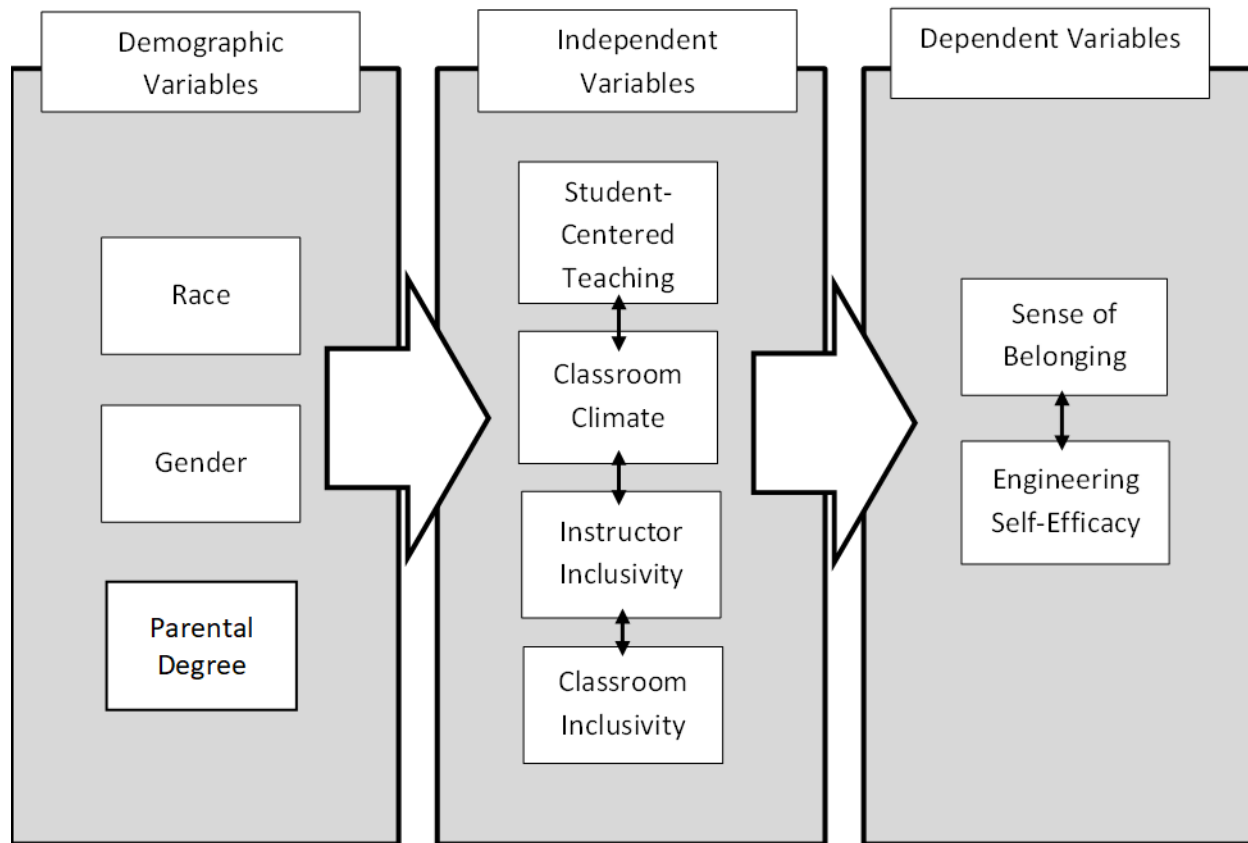 Demographic
Variables
Race
Gender
Parental
Degree
Independent
Variables
Student-
Centered
Teaching
Classroom
Climate
Instructor
Inclusivity
Classroom
Inclusivity
Dependent Variables
Sense of
Belonging
Engineering
Self-Efficacy